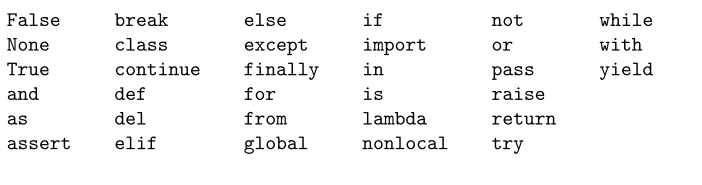 False break else if not while
None class except import or with
True continue finally in pass yield
and def for is raise
as del from lambda return
assert elif global nonlocal try